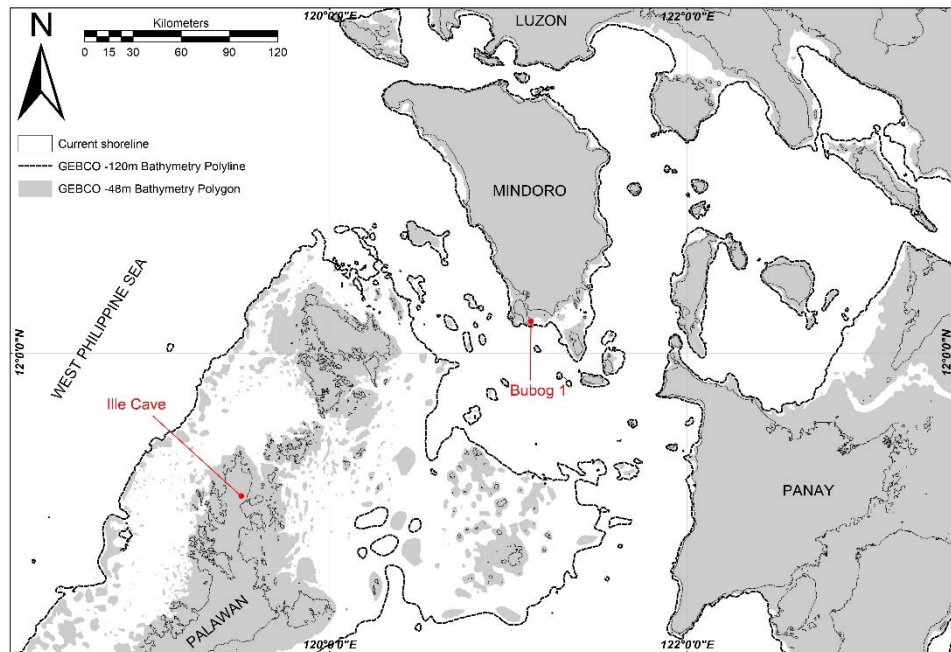 N
Kilometers
0 15 30 60 90 120
Current shoreline
GEBCO -120m Bathymetry Polyline
GEBCO -48m Bathymetry Polygon
120°0'0"E
122°0'0"E
LUZON
MINDORO
WEST PHILIPPINE SEA
12°0'0"N
12°0'0"N
Ille Cave
Bubog 1
PANAY
PALAWAN
120°0'0"E
122°0'0"E